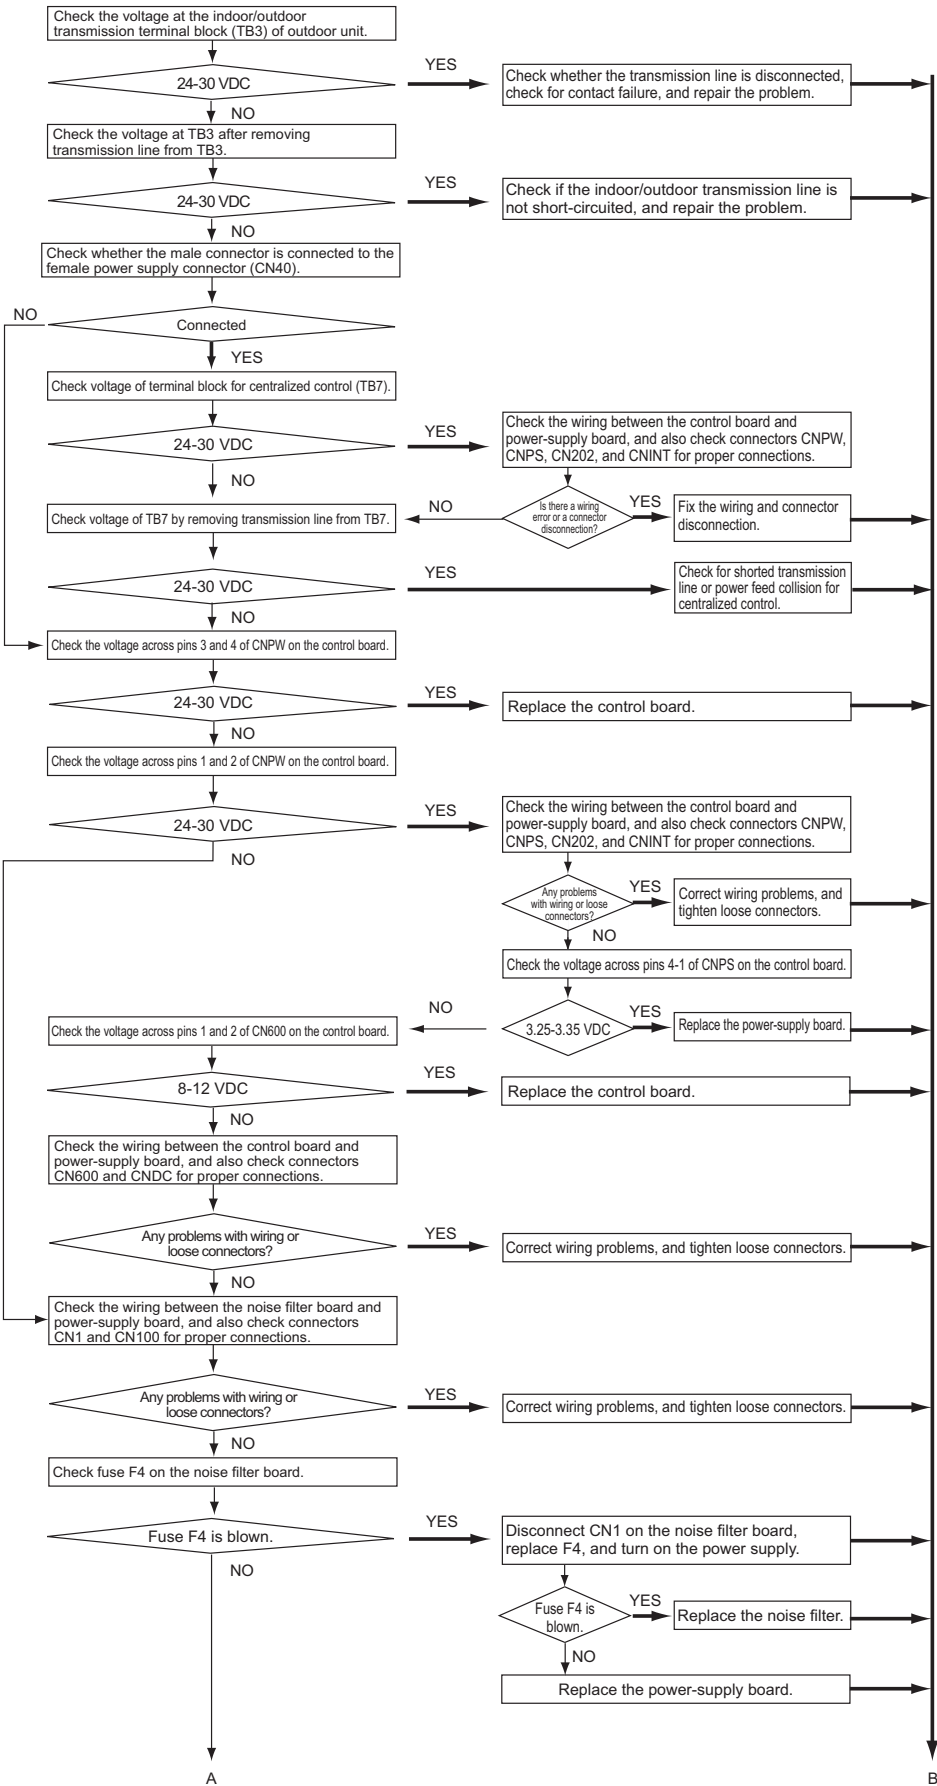 Check the voltage at the indoor/outdoor
transmission terminal block (TB3) of outdoor unit.
24-30 VDC
YES
Check whether the transmission line is disconnected,
check for contact failure, and repair the problem.
NO
Check the voltage at TB3 after removing
transmission line from TB3.
24-30 VDC
YES
Check if the indoor/outdoor transmission line is
not short-circuited, and repair the problem.
NO
Check whether the male connector is connected to the
female power supply connector (CN40).
NO
Connected
YES
Check voltage of terminal block for centralized control (TB7).
24-30 VDC
YES
Check the wiring between the control board and
power-supply board, and also check connectors CNPW,
CNPS, CN202, and CNINT for proper connections.
NO
Is there a wiring
error or a connector
disconnection?
YES
Fix the wiring and connector
disconnection.
NO
Check voltage of TB7 by removing transmission line from TB7.
24-30 VDC
YES
Check for shorted transmission
line or power feed collision for
centralized control.
NO
Check the voltage across pins 3 and 4 of CNPW on the control board.
24-30 VDC
YES
Replace the control board.
NO
Check the voltage across pins 1 and 2 of CNPW on the control board.
24-30 VDC
YES
Check the wiring between the control board and
power-supply board, and also check connectors CNPW,
CNPS, CN202, and CNINT for proper connections.
NO
Any problems
with wiring or loose
connectors?
YES
Correct wiring problems, and
tighten loose connectors.
NO
Check the voltage across pins 4-1 of CNPS on the control board.
3.25-3.35 VDC
YES
Replace the power-supply board.
NO
Check the voltage across pins 1 and 2 of CN600 on the control board.
8-12 VDC
YES
Replace the control board.
NO
Check the wiring between the control board and
power-supply board, and also check connectors
CN600 and CNDC for proper connections.
Any problems with wiring or
loose connectors?
YES
Correct wiring problems, and tighten loose connectors.
NO
Check the wiring between the noise filter board and
power-supply board, and also check connectors
CN1 and CN100 for proper connections.
Any problems with wiring or
loose connectors?
YES
Correct wiring problems, and tighten loose connectors.
NO
Check fuse F4 on the noise filter board.
Fuse F4 is blown.
YES
Disconnect CN1 on the noise filter board,
replace F4, and turn on the power supply.
NO
Fuse F4 is
blown.
YES
Replace the noise filter.
NO
Replace the power-supply board.
A
B